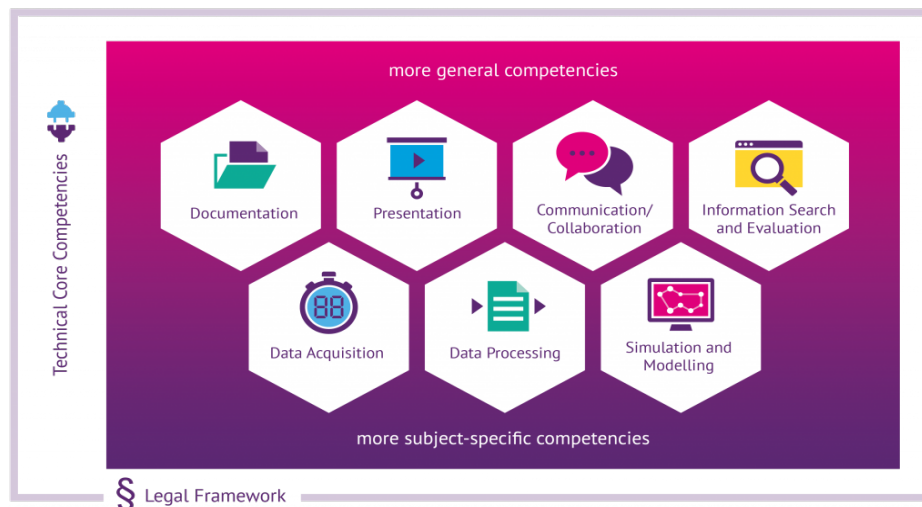 more general competencies
Technical Core Competencies
Documentation
Presentation
Communication/
Collaboration
Information Search
and Evaluation
88
Data Acquisition
Data Processing
Simulation and
Modelling
more subject-specific competencies
§ Legal Framework